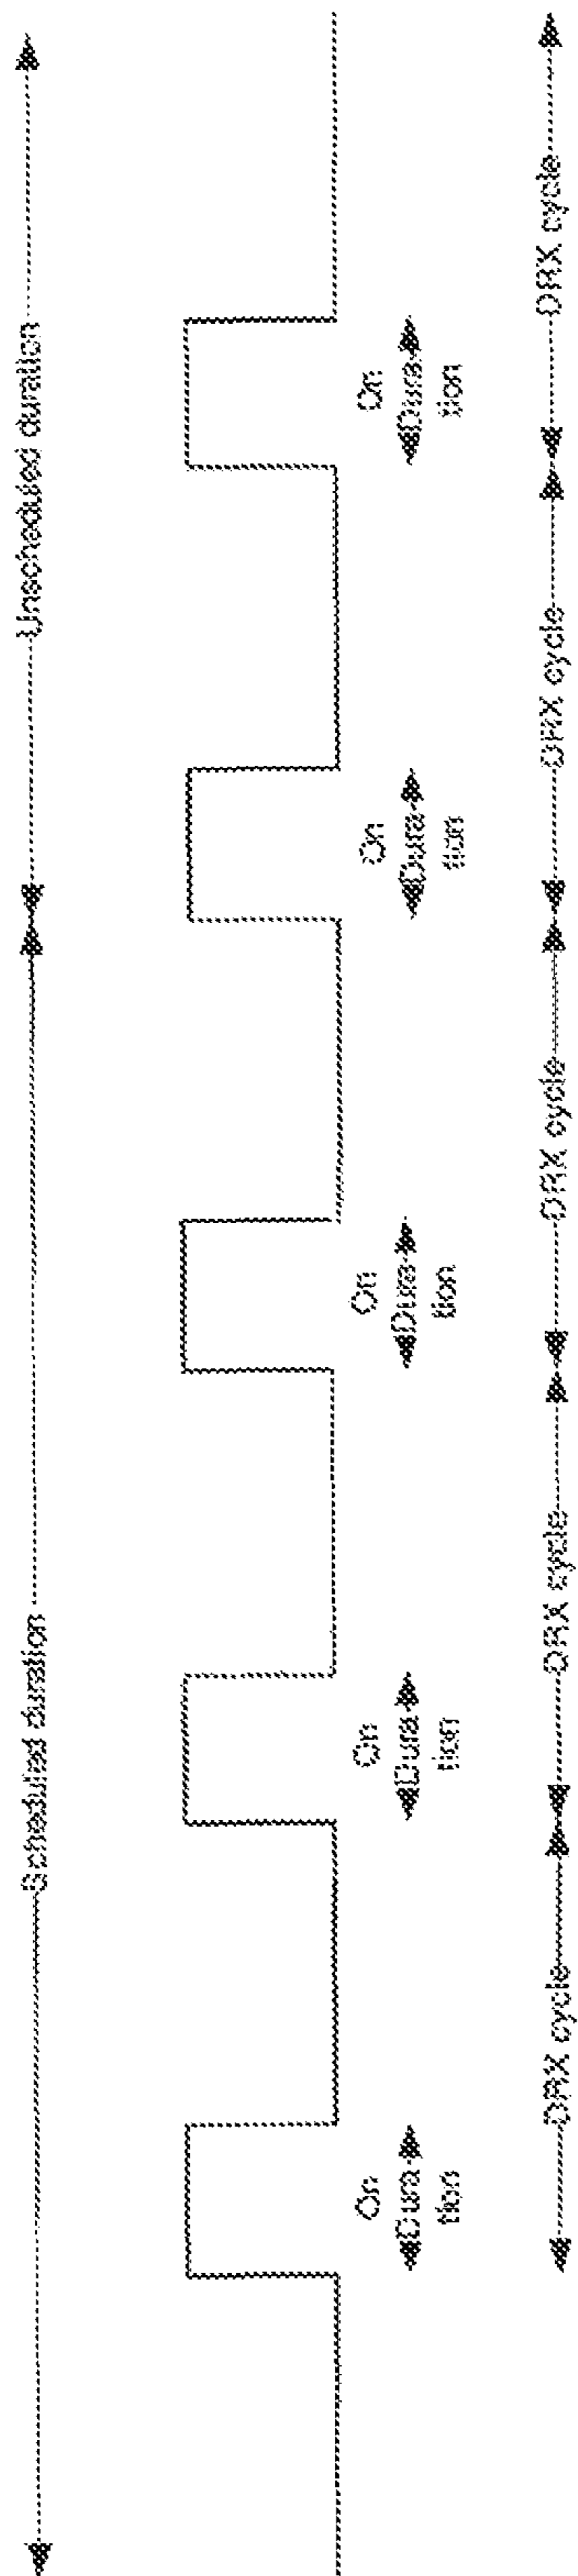 Scheduled duration
Unscheduled duration
On
Dura
tion
On
Dura
tion
On
Dura
tion
On
Dura
tion
On
Dura
tion
DRX cycle
DRX cycle
DRX cycle
DRX cycle
DRX cycle